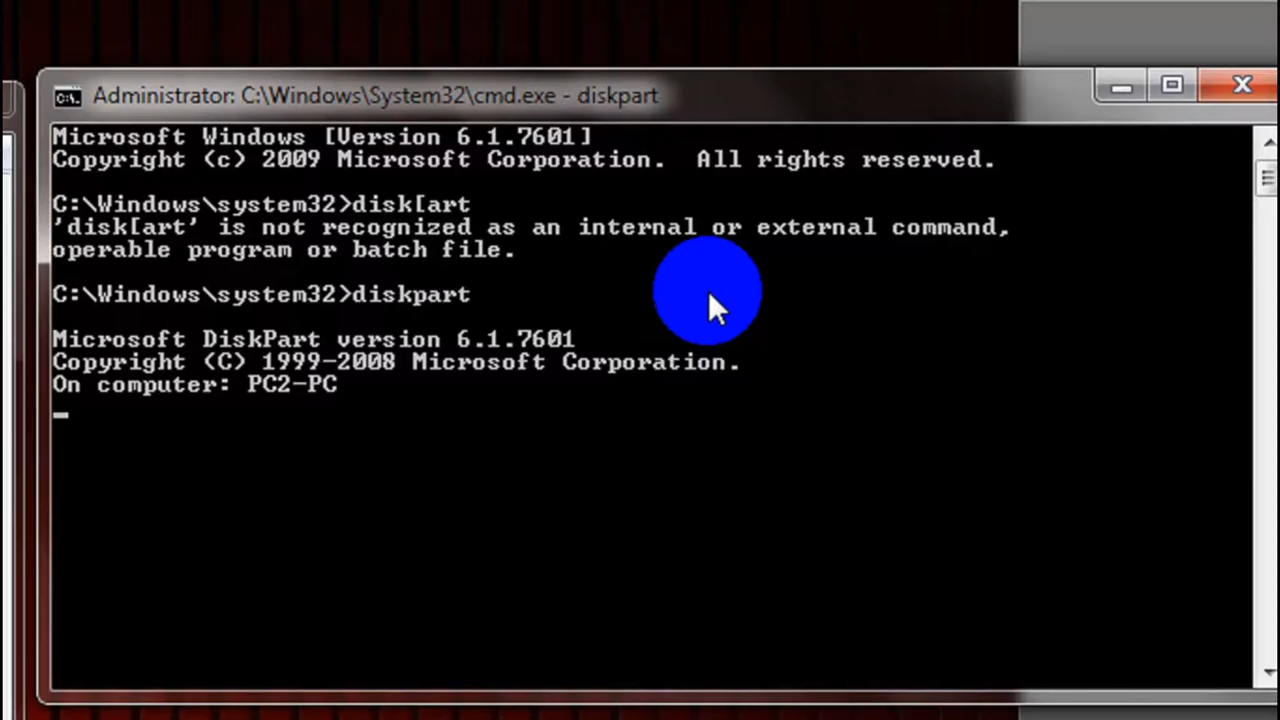 Administrator: C:\Windows\System32\cmd.exe - diskpart
Microsoft Windows [Version 6.1.7601]
Copyright (c) 2009 Microsoft Corporation.  All rights reserved.
C:\Windows\system32>disk[art
'disk[art' is not recognized as an internal or external command,
operable program or batch file.
C:\Windows\system32>diskpart
Microsoft DiskPart version 6.1.7601
Copyright (C) 1999-2008 Microsoft Corporation.
On computer: PC2-PC